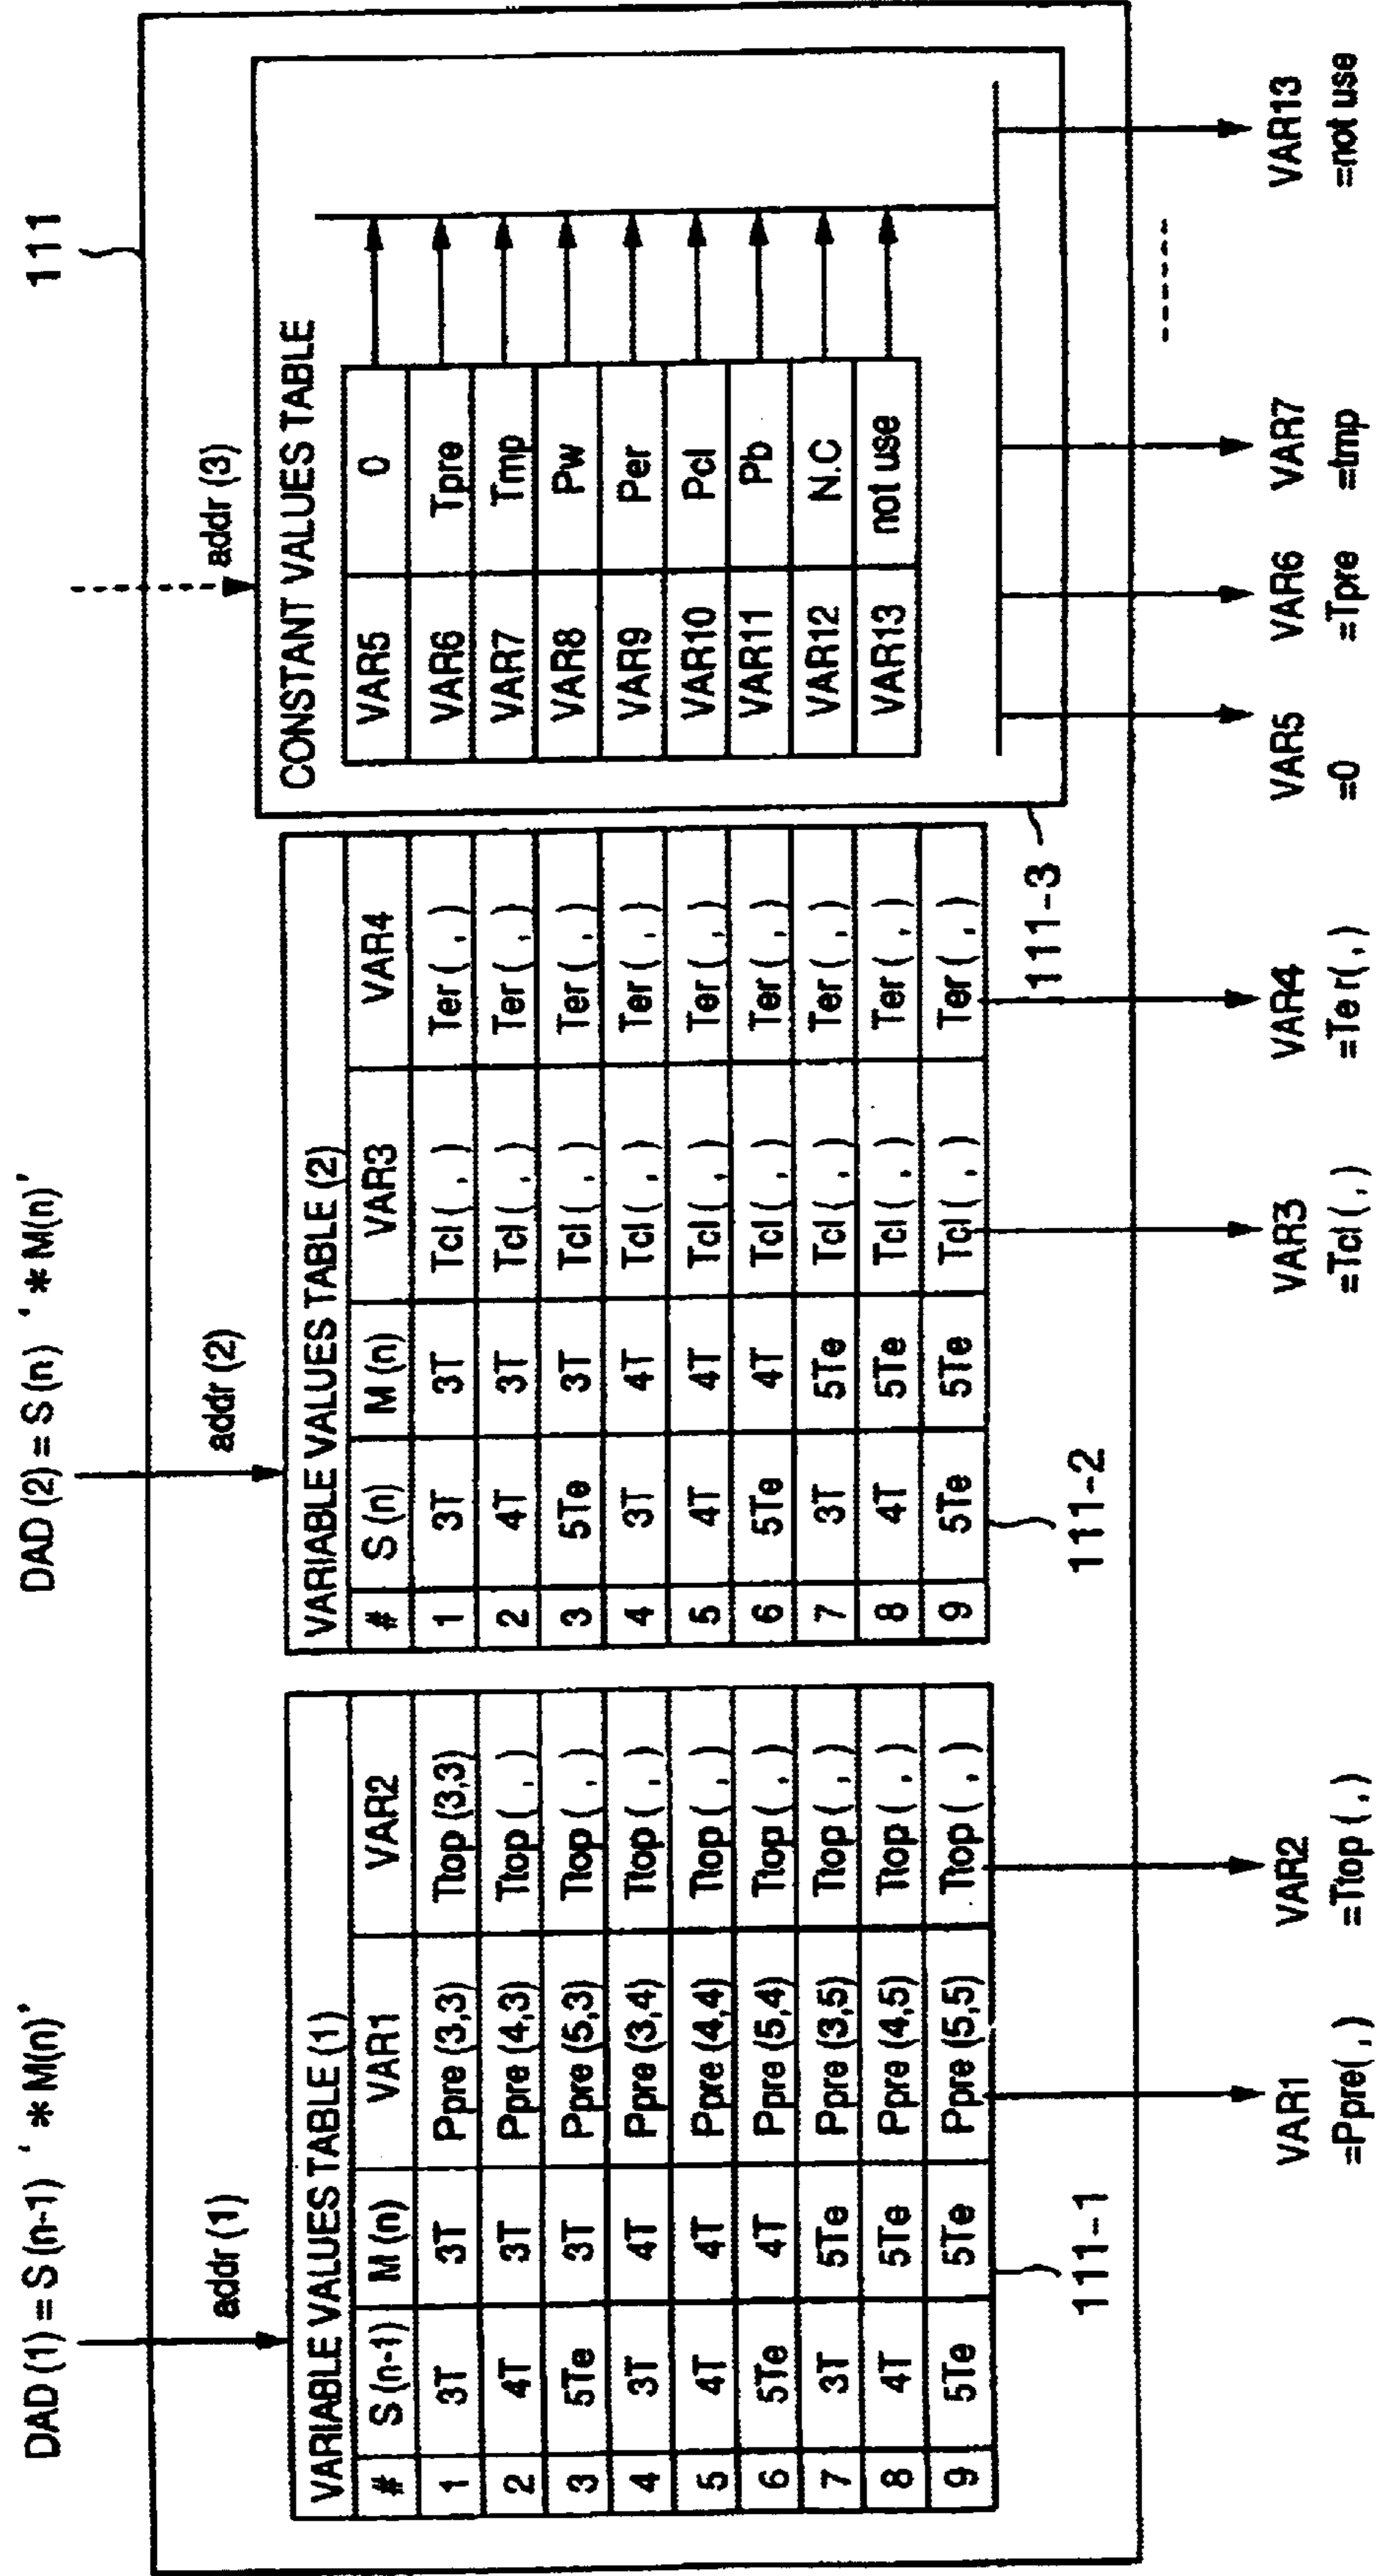 111
DAD (1) = S (n-1) ‘ * M(n)’
DAD (2) = S (n) ‘ * M(n)’
addr (1)
addr (2)
addr (3)
VARIABLE VALUES TABLE (1)
# S (n-1) M (n) VAR1 VAR2
1 3T 3T Ppre (3,3) Ttop (3,3)
2 4T 3T Ppre (4,3) Ttop ( , )
3 5Te 3T Ppre (5,3) Ttop ( , )
4 3T 4T Ppre (3,4) Ttop ( , )
5 4T 4T Ppre (4,4) Ttop ( , )
6 5Te 4T Ppre (5,4) Ttop ( , )
7 3T 5Te Ppre (3,5) Ttop ( , )
8 4T 5Te Ppre (4,5) Ttop ( , )
9 5Te 5Te Ppre (5,5) Ttop ( , )
111-1
VARIABLE VALUES TABLE (2)
# S (n) M (n) VAR3 VAR4
1 3T 3T Tcl ( , ) Ter ( , )
2 4T 3T Tcl ( , ) Ter ( , )
3 5Te 3T Tcl ( , ) Ter ( , )
4 3T 4T Tcl ( , ) Ter ( , )
5 4T 4T Tcl ( , ) Ter ( , )
6 5Te 4T Tcl ( , ) Ter ( , )
7 3T 5Te Tcl ( , ) Ter ( , )
8 4T 5Te Tcl ( , ) Ter ( , )
9 5Te 5Te Tcl ( , ) Ter ( , )
111-2
CONSTANT VALUES TABLE
VAR5 0
VAR6 Tpre
VAR7 Tmp
VAR8 Pw
VAR9 Per
VAR10 Pcl
VAR11 Pb
VAR12 N.C
VAR13 not use
111-3
VAR1
=Ppre( , )
VAR2
=Ttop ( , )
VAR3
=Tcl( , )
VAR4
=Ter( , )
VAR5
=0
VAR6
=Tpre
VAR7
=tmp
VAR13
=not use